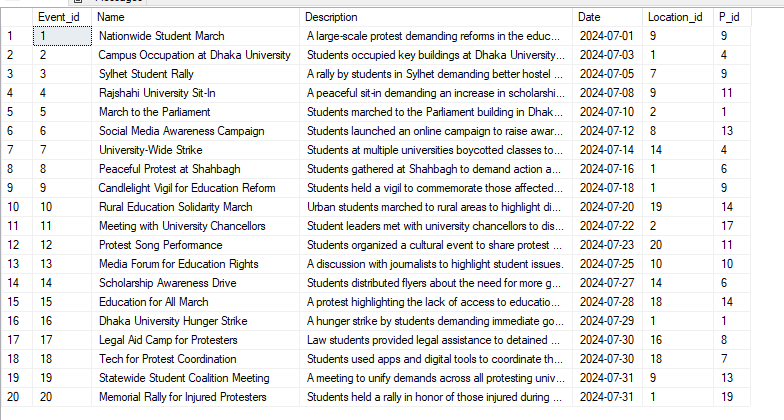 Event_id Name Description Date Location_id P_id
1 1 Nationwide Student March A large-scale protest demanding reforms in the educ... 2024-07-01 9 9
2 2 Campus Occupation at Dhaka University Students occupied key buildings at Dhaka University... 2024-07-03 1 4
3 3 Sylhet Student Rally A rally by students in Sylhet demanding better hostel ... 2024-07-05 7 9
4 4 Rajshahi University Sit-In A peaceful sit-in demanding an increase in scholarshi... 2024-07-08 9 11
5 5 March to the Parliament Students marched to the Parliament building in Dhak... 2024-07-10 2 1
6 6 Social Media Awareness Campaign Students launched an online campaign to raise awar... 2024-07-12 8 13
7 7 University-Wide Strike Students at multiple universities boycotted classes to... 2024-07-14 14 4
8 8 Peaceful Protest at Shahbagh Students gathered at Shahbagh to demand action a... 2024-07-16 1 6
9 9 Candlelight Vigil for Education Reform Students held a vigil to commemorate those affected... 2024-07-18 1 9
10 10 Rural Education Solidarity March Urban students marched to rural areas to highlight di... 2024-07-20 19 14
11 11 Meeting with University Chancellors Student leaders met with university chancellors to dis... 2024-07-22 2 17
12 12 Protest Song Performance Students organized a cultural event to share protest ... 2024-07-23 20 11
13 13 Media Forum for Education Rights A discussion with journalists to highlight student issues. 2024-07-25 10 10
14 14 Scholarship Awareness Drive Students distributed flyers about the need for more g... 2024-07-27 14 6
15 15 Education for All March A protest highlighting the lack of access to educatio... 2024-07-28 18 14
16 16 Dhaka University Hunger Strike A hunger strike by students demanding immediate go... 2024-07-29 1 1
17 17 Legal Aid Camp for Protesters Law students provided legal assistance to detained ... 2024-07-30 16 8
18 18 Tech for Protest Coordination Students used apps and digital tools to coordinate th... 2024-07-30 18 7
19 19 Statewide Student Coalition Meeting A meeting to unify demands across all protesting univ... 2024-07-31 9 13
20 20 Memorial Rally for Injured Protesters Students held a rally in honor of those injured during ... 2024-07-31 1 19